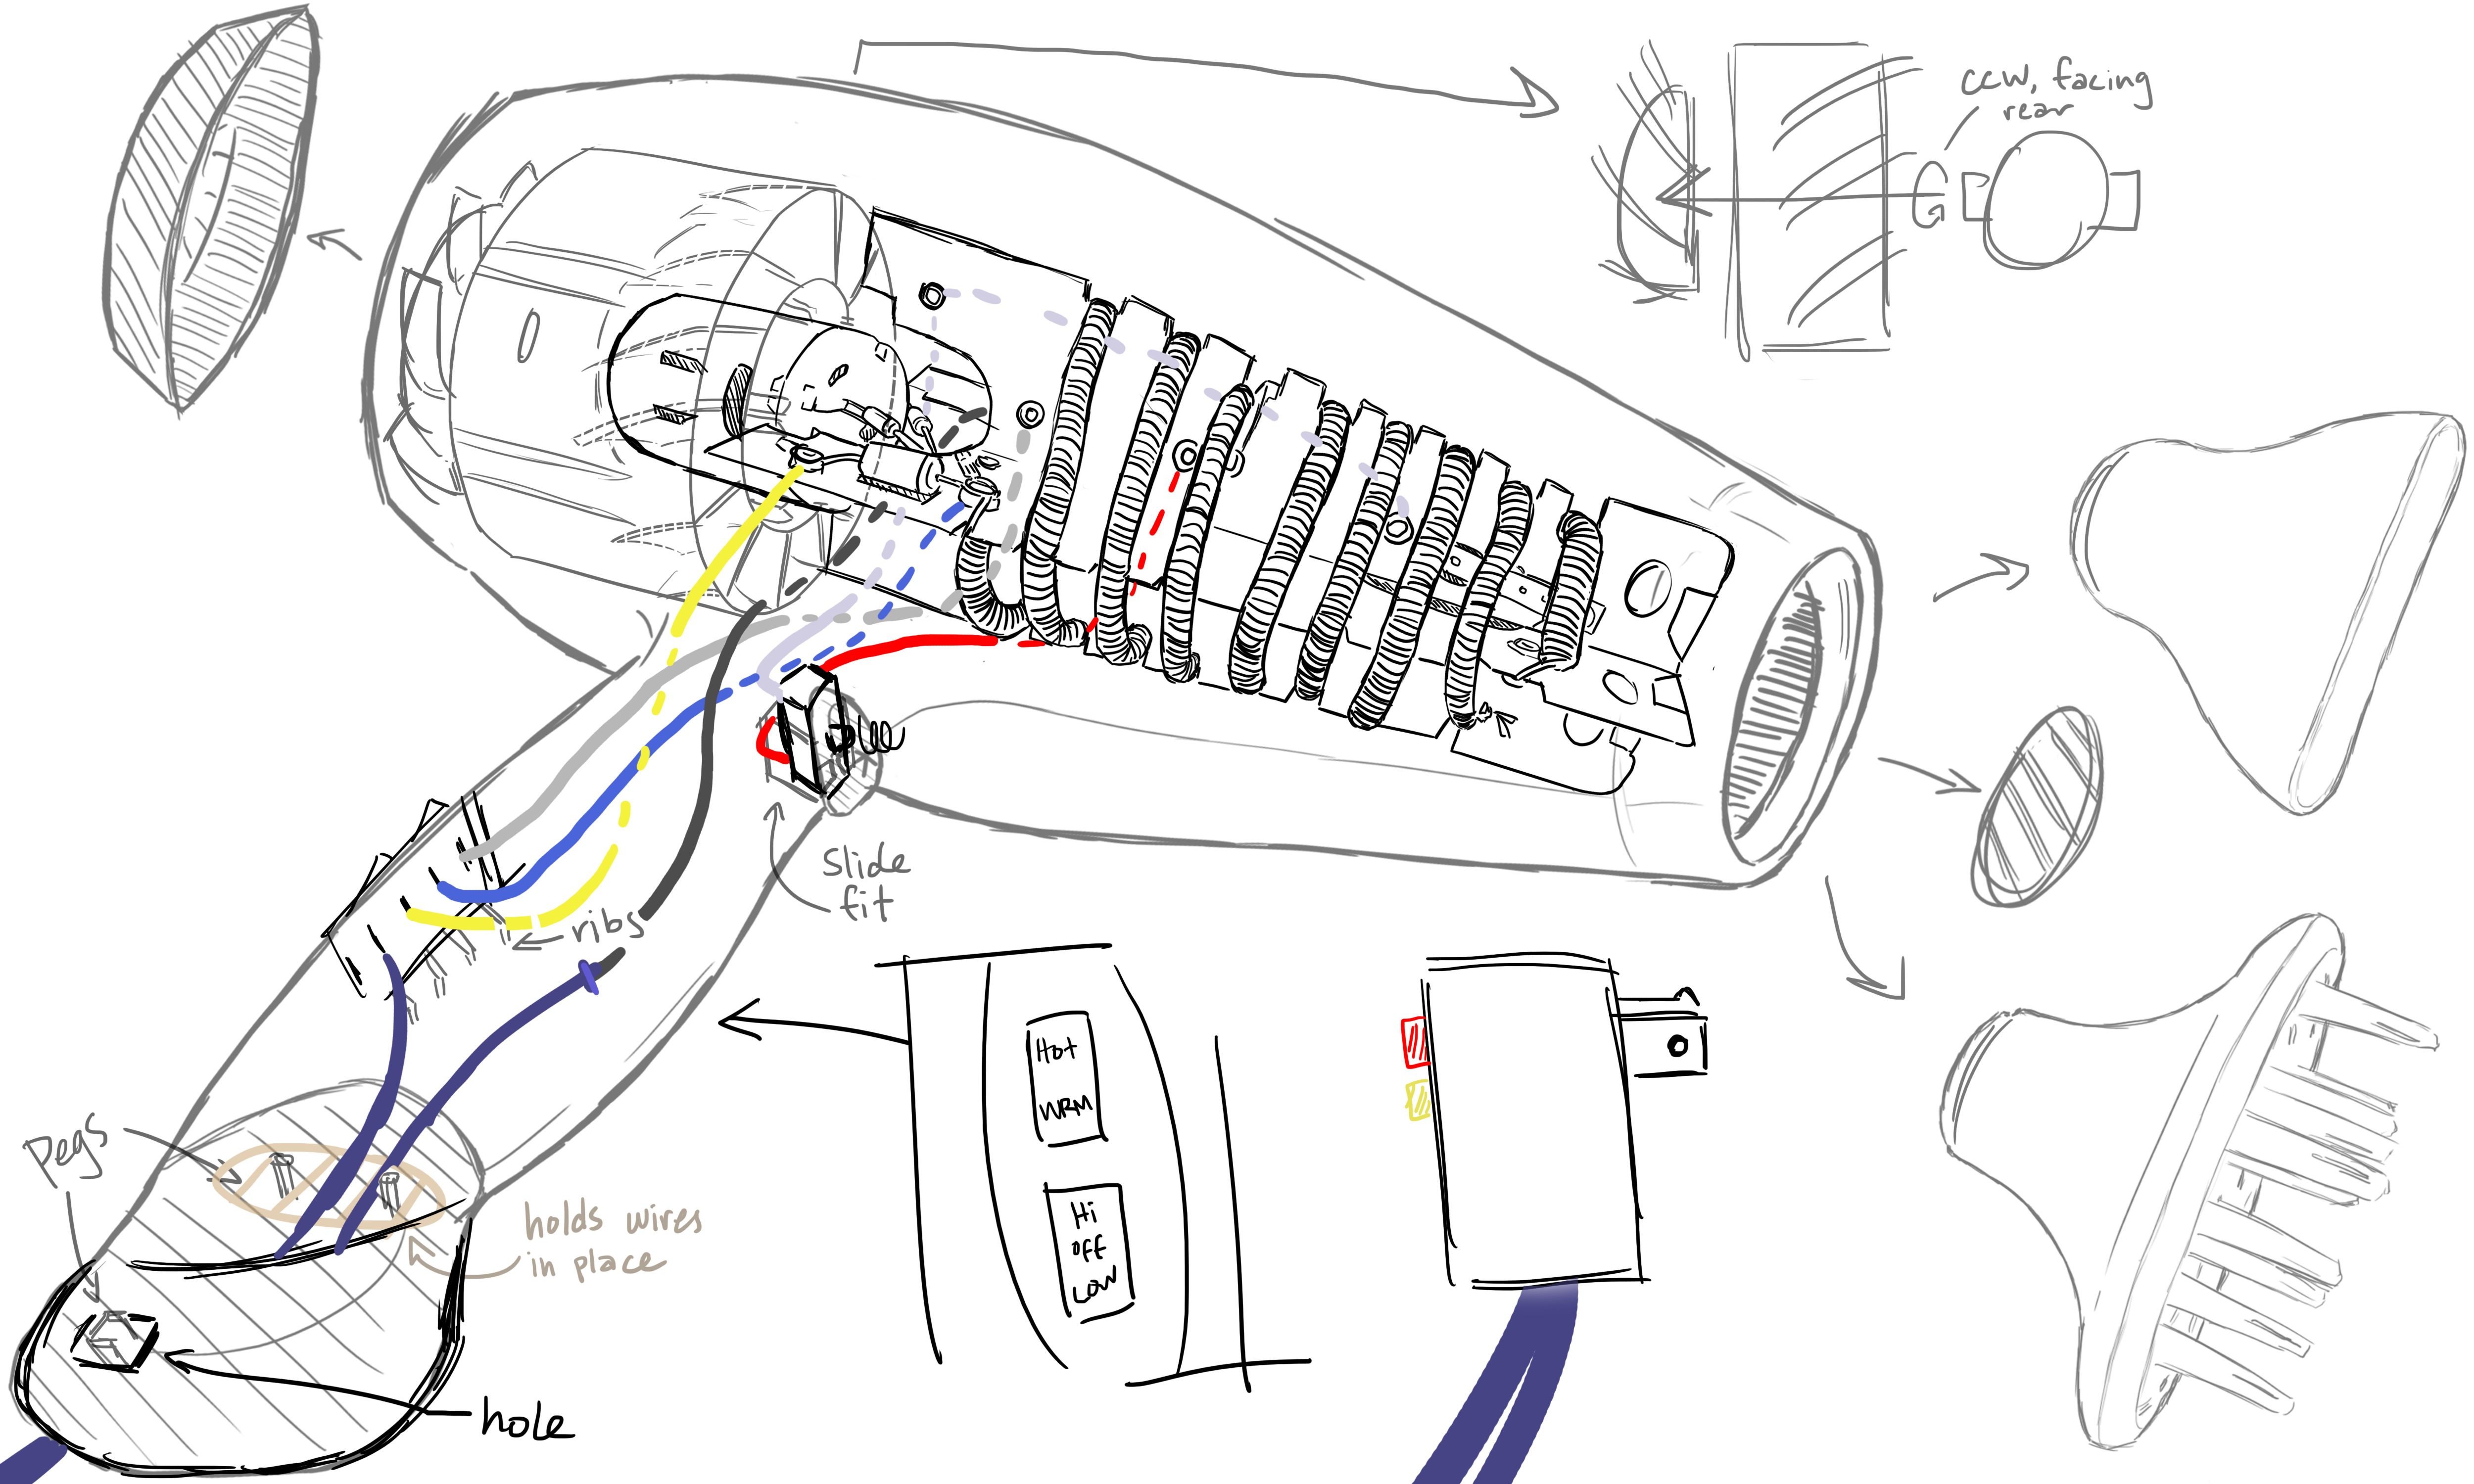 ccw, facing
rear
Slide
fit
ribs
Pegs
holds wires
in place
hole
Hot
WRM
Hi
OFF
LOW